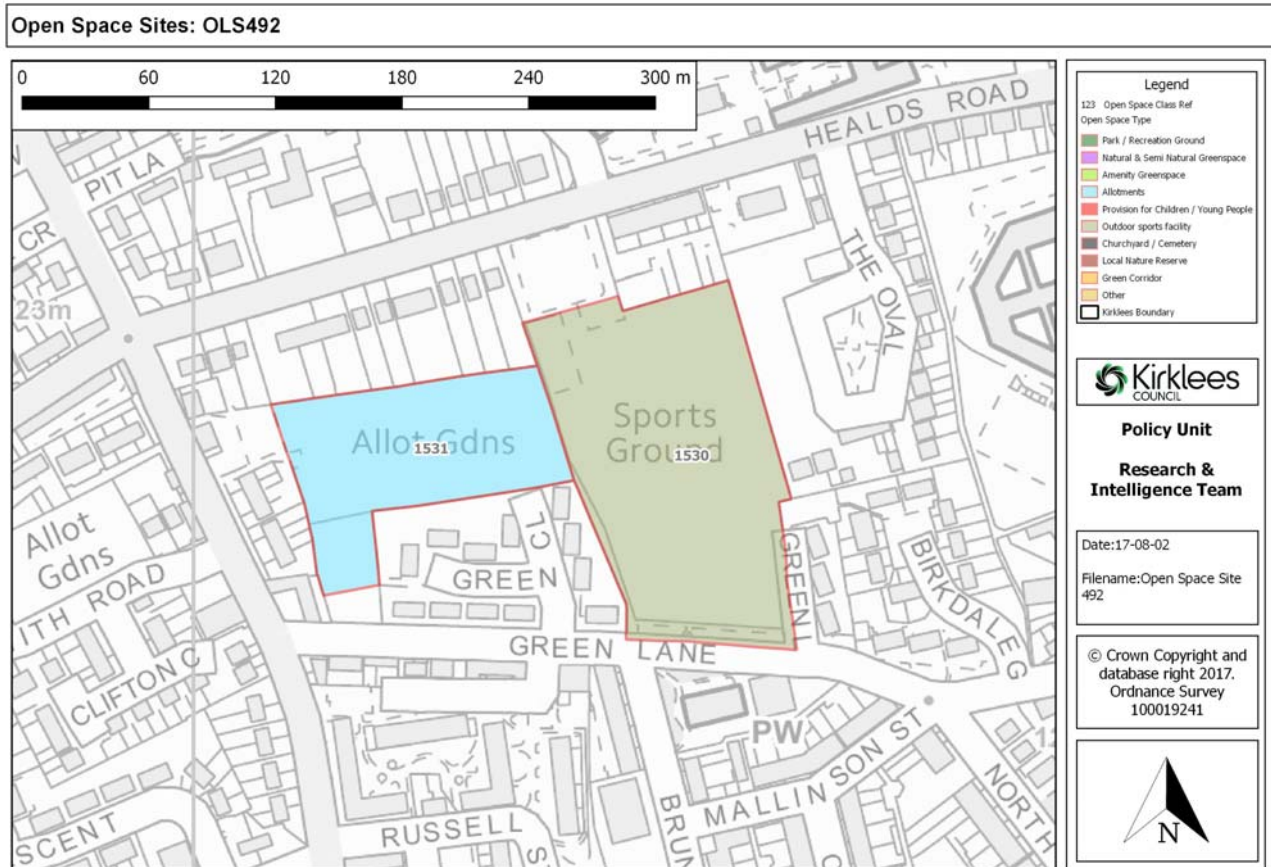 Open Space Sites: OLS492
0 60 120 180 240 300 m
HEALDS ROAD
PIT LA
CR
23m
THE OVAL
Sports
Ground
1530
Allot Gdns
1531
Allot
Gdns
ITH ROAD
CLIFTON C
GREEN
CL
GREEN L
BIRKDALE G
GREEN LANE
PW
MALLINSON ST
NORTH
BRUN
RUSSELL
ST
SCENT
Legend
123 Open Space Class Ref
Open Space Type
Park / Recreation Ground
Natural & Semi Natural Greenspace
Amenity Greenspace
Allotments
Provision for Children / Young People
Outdoor sports facility
Churchyard / Cemetery
Local Nature Reserve
Green Corridor
Other
Kirklees Boundary
Kirklees
COUNCIL
Policy Unit
Research &
Intelligence Team
Date:17-08-02
Filename:Open Space Site
492
© Crown Copyright and
database right 2017.
Ordnance Survey
100019241
N